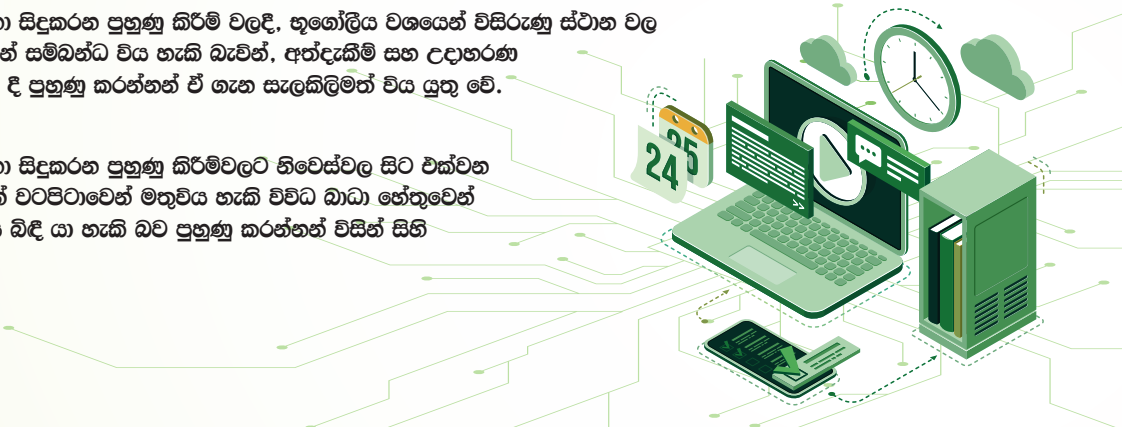 සිදුකරන පුහුණු කිරීම් වලදී, භූගෝලීය වශයෙන් විසිරුණු ස්ථාන වල
සම්බන්ධ විය හැකි බැවින්, අත්දැකීම් සහ උදාහරණ
දී පුහුණු කරන්නන් ඒ ගැන සැලකිලිමත් විය යුතු වේ.
සිදුකරන පුහුණු කිරීම්වලට නිවෙස්වල සිට එක්වන
වටපිටාවෙන් මතුවිය හැකි විවිධ බාධා හේතුවෙන්
බිඳී යා හැකි බව පුහුණු කරන්නන් විසින් සිහි
25
24